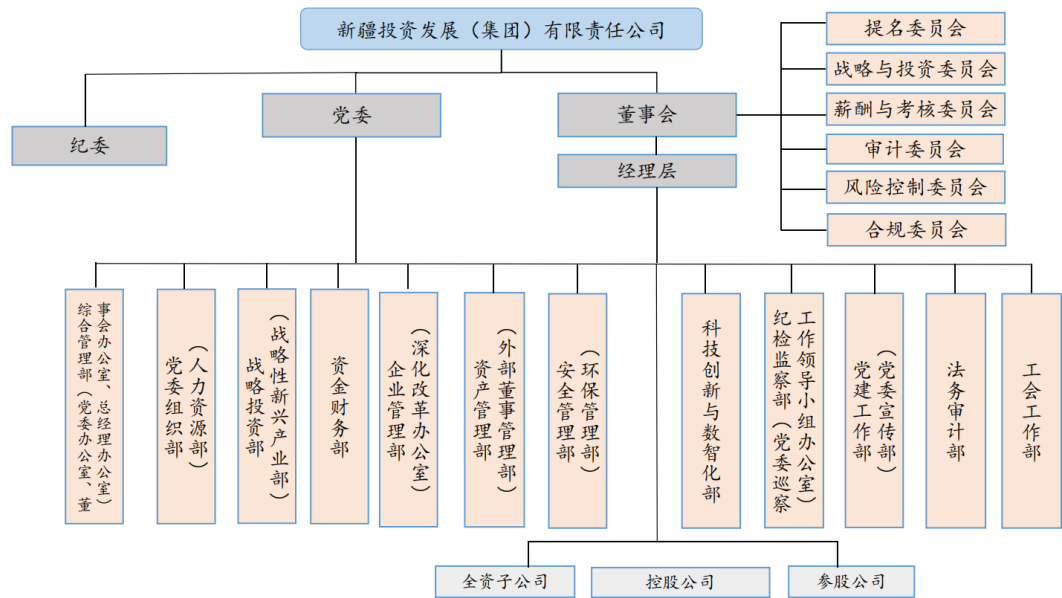 新疆投资发展（集团）有限责任公司
提名委员会
战略与投资委员会
薪酬与考核委员会
审计委员会
风险控制委员会
合规委员会
纪委
党委
董事会
经理层
综合管理部（党委办公室、董
事会办公室、总经理办公室）
党委组织部
（人力资源部）
战略投资部
（战略性新兴产业部）
资金财务部
企业管理部
（深化改革办公室）
资产管理部
（外部董事管理部）
安全管理部
（环保管理部）
科技创新与数智化部
纪检监察部（党委巡察
工作领导小组办公室）
党建工作部
（党委宣传部）
法务审计部
工会工作部
全资子公司
控股公司
参股公司